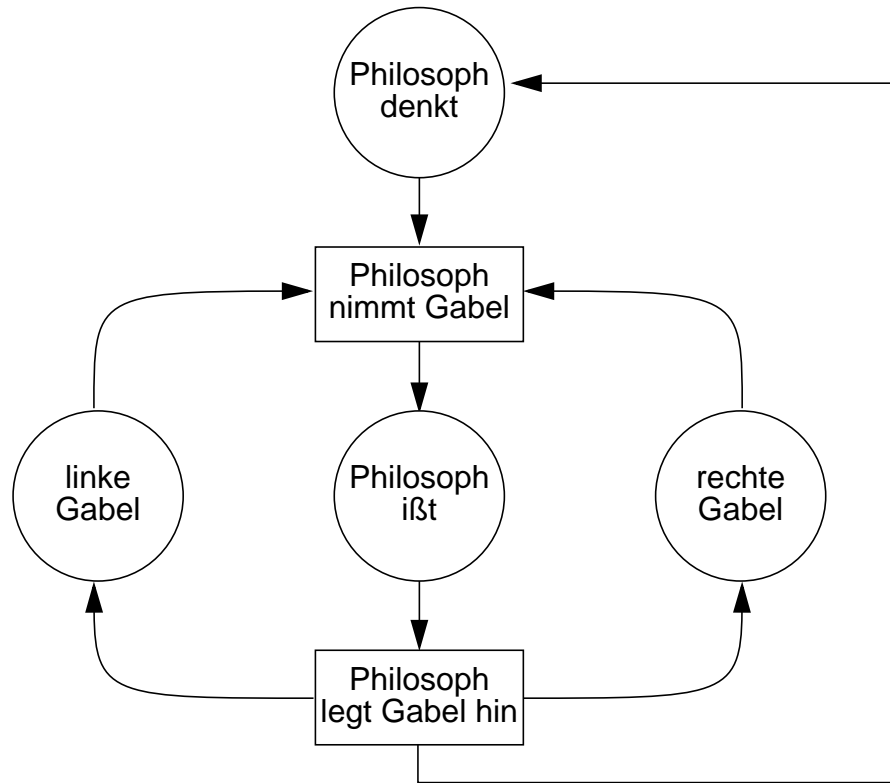 Philosoph
denkt
Philosoph
nimmt Gabel
linke
Gabel
Philosoph
ißt
rechte
Gabel
Philosoph
legt Gabel hin